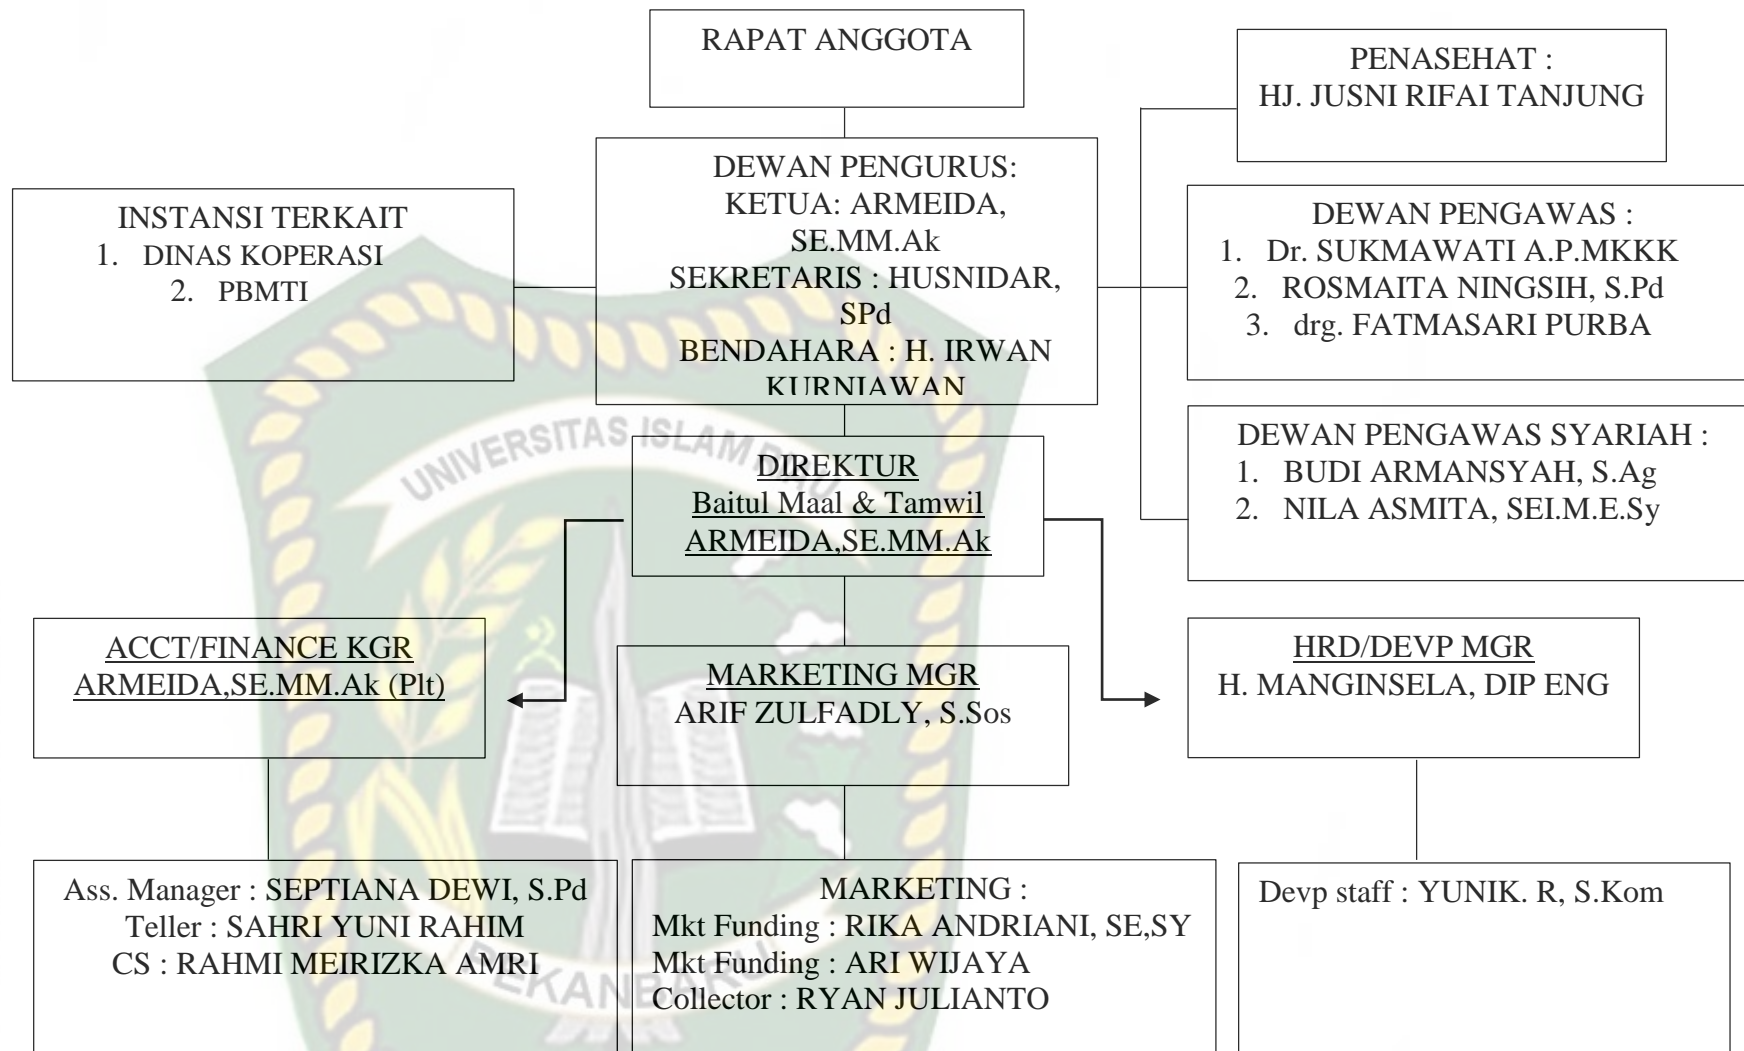 RAPAT ANGGOTA
PENASEHAT :
HJ. JUSNI RIFAI TANJUNG
DEWAN PENGURUS:
KETUA: ARMEIDA,
SE.MM.Ak
SEKRETARIS : HUSNIDAR,
SPd
BENDAHARA : H. IRWAN
KURNIAWAN
INSTANSI TERKAIT
1. DINAS KOPERASI
2. PBMTI
DEWAN PENGAWAS :
1. Dr. SUKMAWATI A.P.MKKK
2. ROSMAITA NINGSIH, S.Pd
3. drg. FATMASARI PURBA
DEWAN PENGAWAS SYARIAH :
1. BUDI ARMANSYAH, S.Ag
2. NILA ASMITA, SEI.M.E.Sy
UNIVERSITAS ISLAM RIAU
DIREKTUR
Baitul Maal & Tamwil
ARMEIDA,SE.MM.Ak
ACCT/FINANCE KGR
ARMEIDA,SE.MM.Ak (Plt)
MARKETING MGR
ARIF ZULFADLY, S.Sos
HRD/DEVP MGR
H. MANGINSELA, DIP ENG
Ass. Manager : SEPTIANA DEWI, S.Pd
Teller : SAHRI YUNI RAHIM
CS : RAHMI MEIRIZKA AMRI
MARKETING :
Mkt Funding : RIKA ANDRIANI, SE,SY
Mkt Funding : ARI WIJAYA
Collector : RYAN JULIANTO
Devp staff : YUNIK. R, S.Kom
PEKANBARU